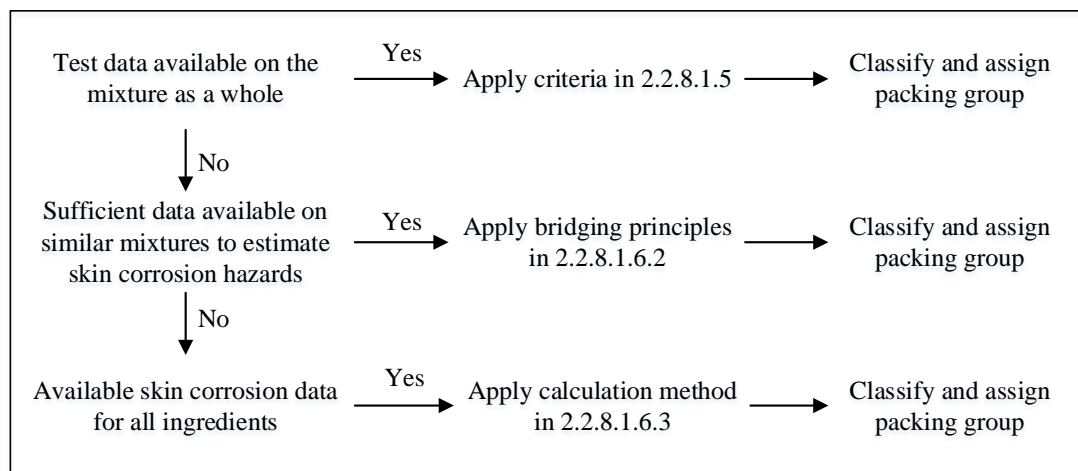 Test data available on the
mixture as a whole
Yes
Apply criteria in 2.2.8.1.5
Classify and assign
packing group
No
Sufficient data available on
similar mixtures to estimate
skin corrosion hazards
Yes
Apply bridging principles
in 2.2.8.1.6.2
Classify and assign
packing group
No
Available skin corrosion data
for all ingredients
Yes
Apply calculation method
in 2.2.8.1.6.3
Classify and assign
packing group